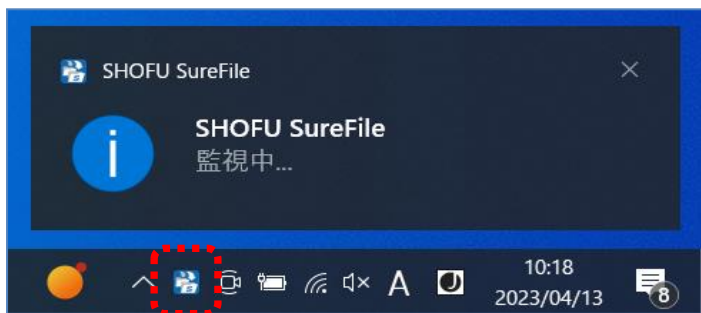 SHOFU SureFile
SHOFU SureFile
監視中...
A
10:18
2023/04/13
8